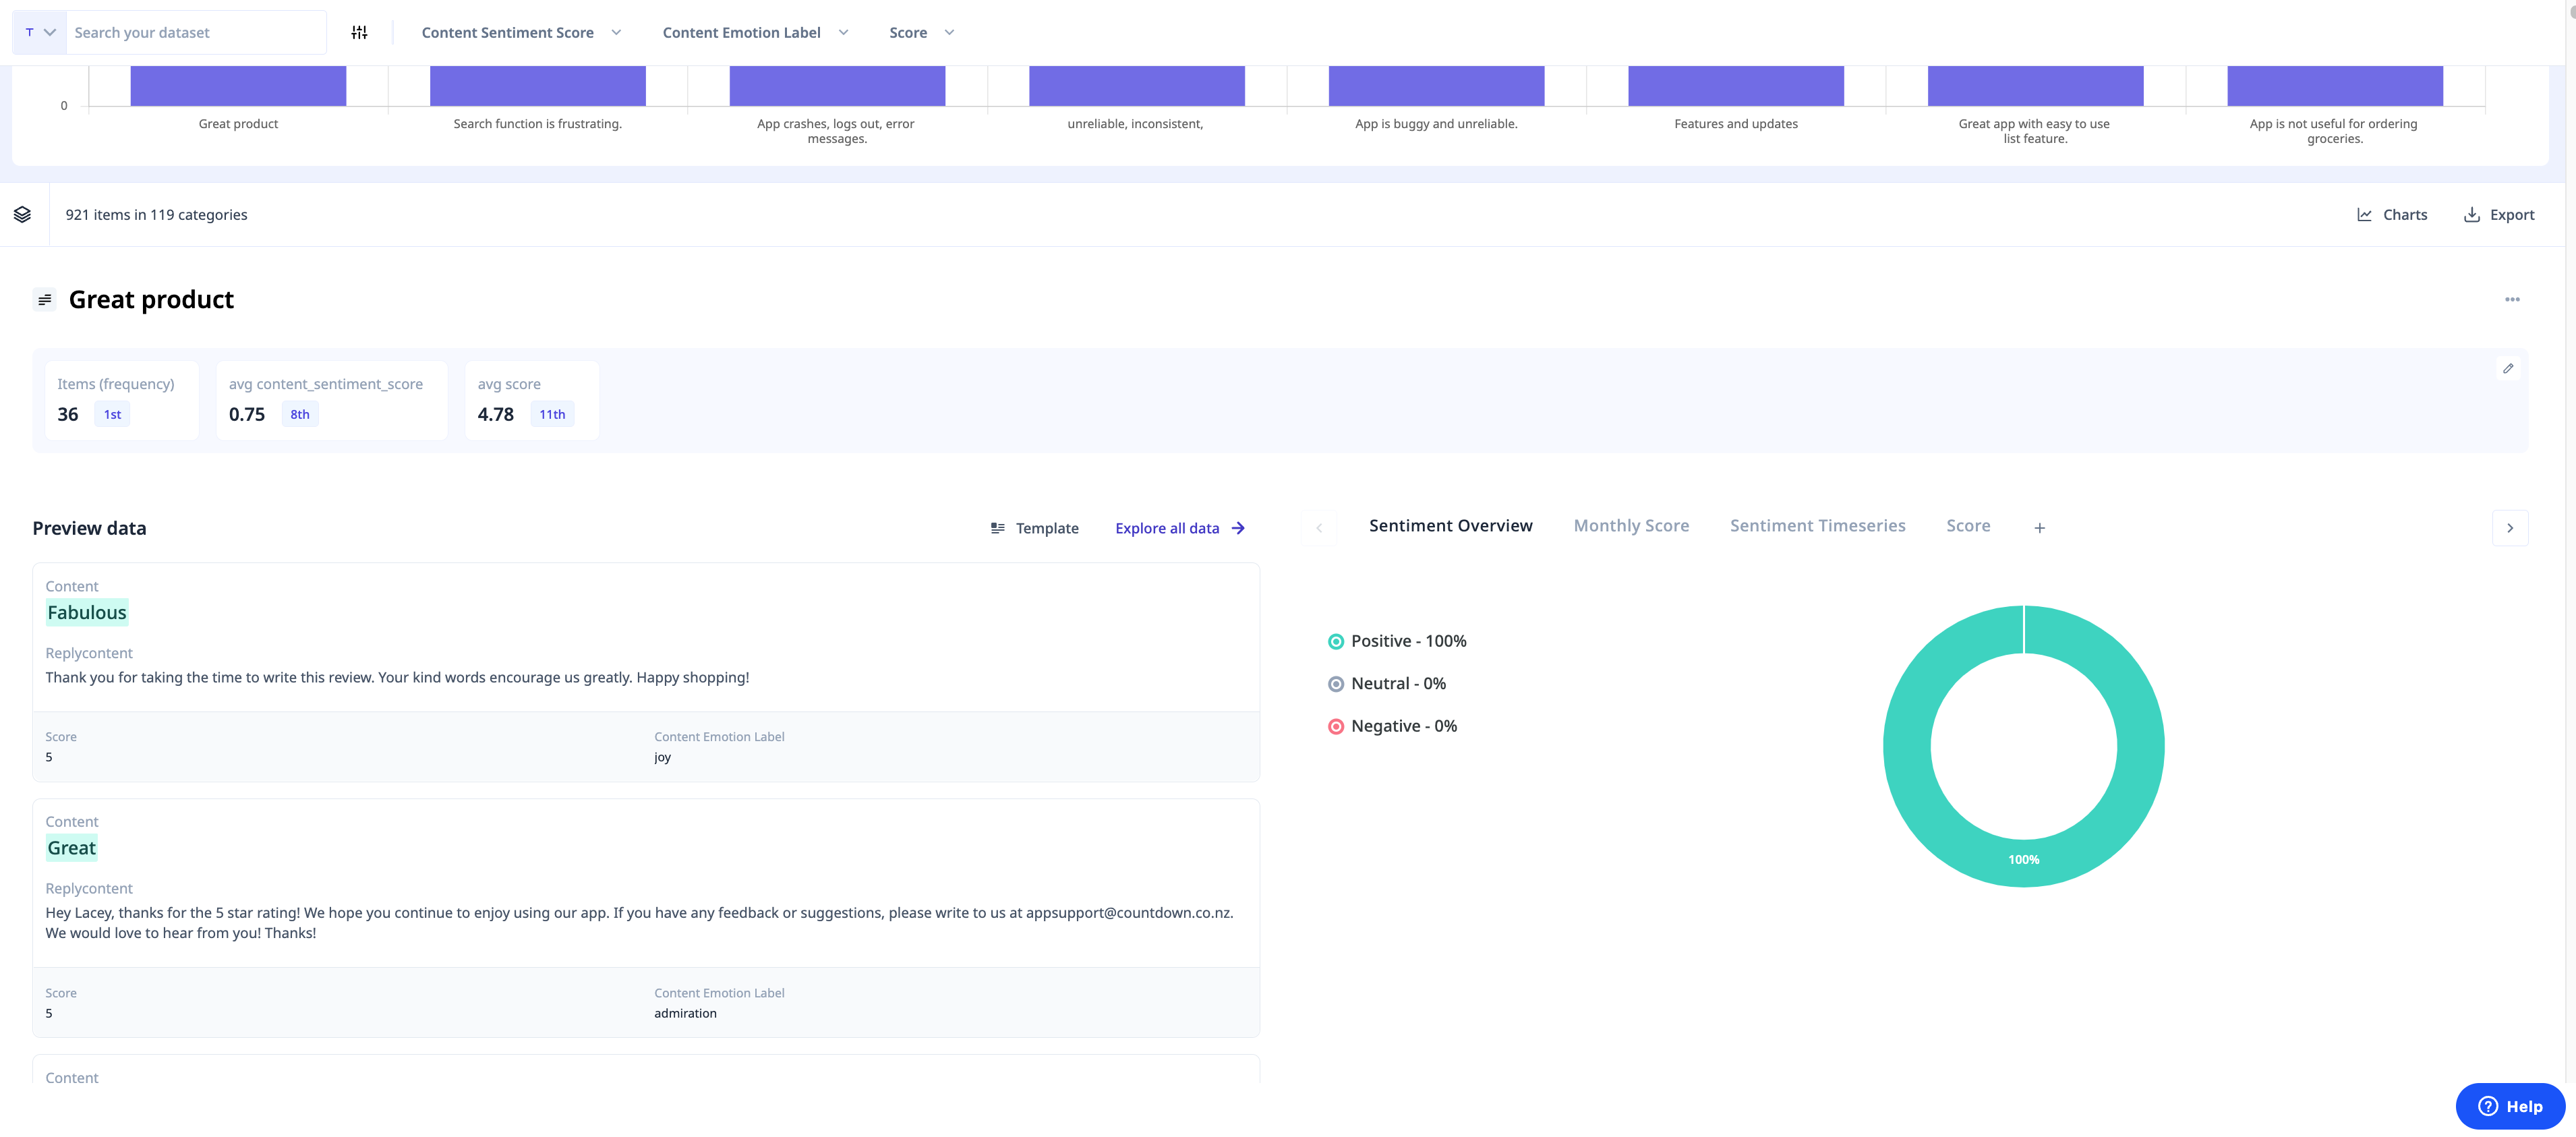 T
Search your dataset
Content Sentiment Score
Content Emotion Label
Score
0
Great product
Search function is frustrating.
App crashes, logs out, error
messages.
unreliable, inconsistent,
App is buggy and unreliable.
Features and updates
Great app with easy to use
list feature.
App is not useful for ordering
groceries.
921 items in 119 categories
Charts
Export
Great product
Items (frequency)
36 1st
avg content_sentiment_score
0.75 8th
avg score
4.78 11th
Preview data
Template
Explore all data
Content
Fabulous
Replycontent
Thank you for taking the time to write this review. Your kind words encourage us greatly. Happy shopping!
Score
5
Content Emotion Label
joy
Content
Great
Replycontent
Hey Lacey, thanks for the 5 star rating! We hope you continue to enjoy using our app. If you have any feedback or suggestions, please write to us at appsupport@countdown.co.nz.
We would love to hear from you! Thanks!
Score
5
Content Emotion Label
admiration
Content
Sentiment Overview
Monthly Score
Sentiment Timeseries
Score
+
Positive - 100%
Neutral - 0%
Negative - 0%
100%
Help